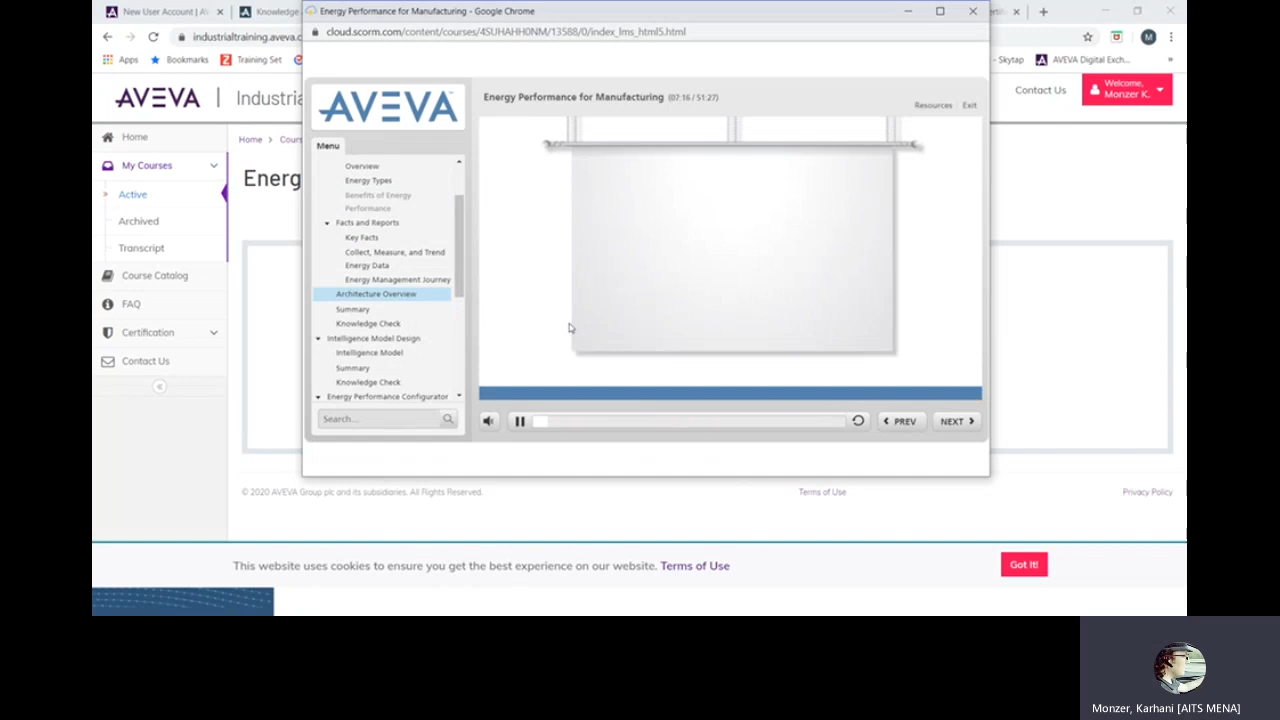 New User Account | AV
Knowledge
Energy Performance for Manufacturing - Google Chrome
industrialtraining.aveva.c
cloud.scorm.com/content/courses/4SUHAHH0NM/13588/0/index_lms_html5.html
M
Apps
Bookmarks
Training Set
- Skytap
AVEVA Digital Exch...
»
AVEVA
Industria
Contact Us
Welcome,
Monzer K.
AVEVA
Energy Performance for Manufacturing (07:16 / 51:27)
Resources
Exit
Menu
Overview
Energy Types
Benefits of Energy
Performance
Facts and Reports
Key Facts
Collect, Measure, and Trend
Energy Data
Energy Management Journey
Architecture Overview
Summary
Knowledge Check
Intelligence Model Design
Intelligence Model
Summary
Knowledge Check
Energy Performance Configurator
Search...
PREV
NEXT
Home
My Courses
Active
Archived
Transcript
Course Catalog
FAQ
Certification
Contact Us
Home > Cours
Energ
© 2020 AVEVA Group plc and its subsidiaries. All Rights Reserved.
Terms of Use
Privacy Policy
This website uses cookies to ensure you get the best experience on our website. Terms of Use
Got It!
Monzer, Karhani [AITS MENA]